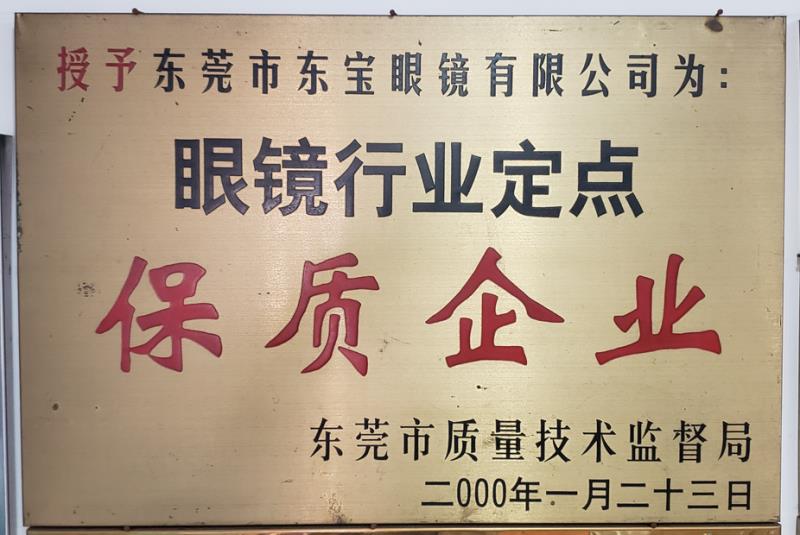 授予东莞市东宝眼镜有限公司为：
眼镜行业定点
保质企业
东莞市质量技术监督局
二000年一月二十三日